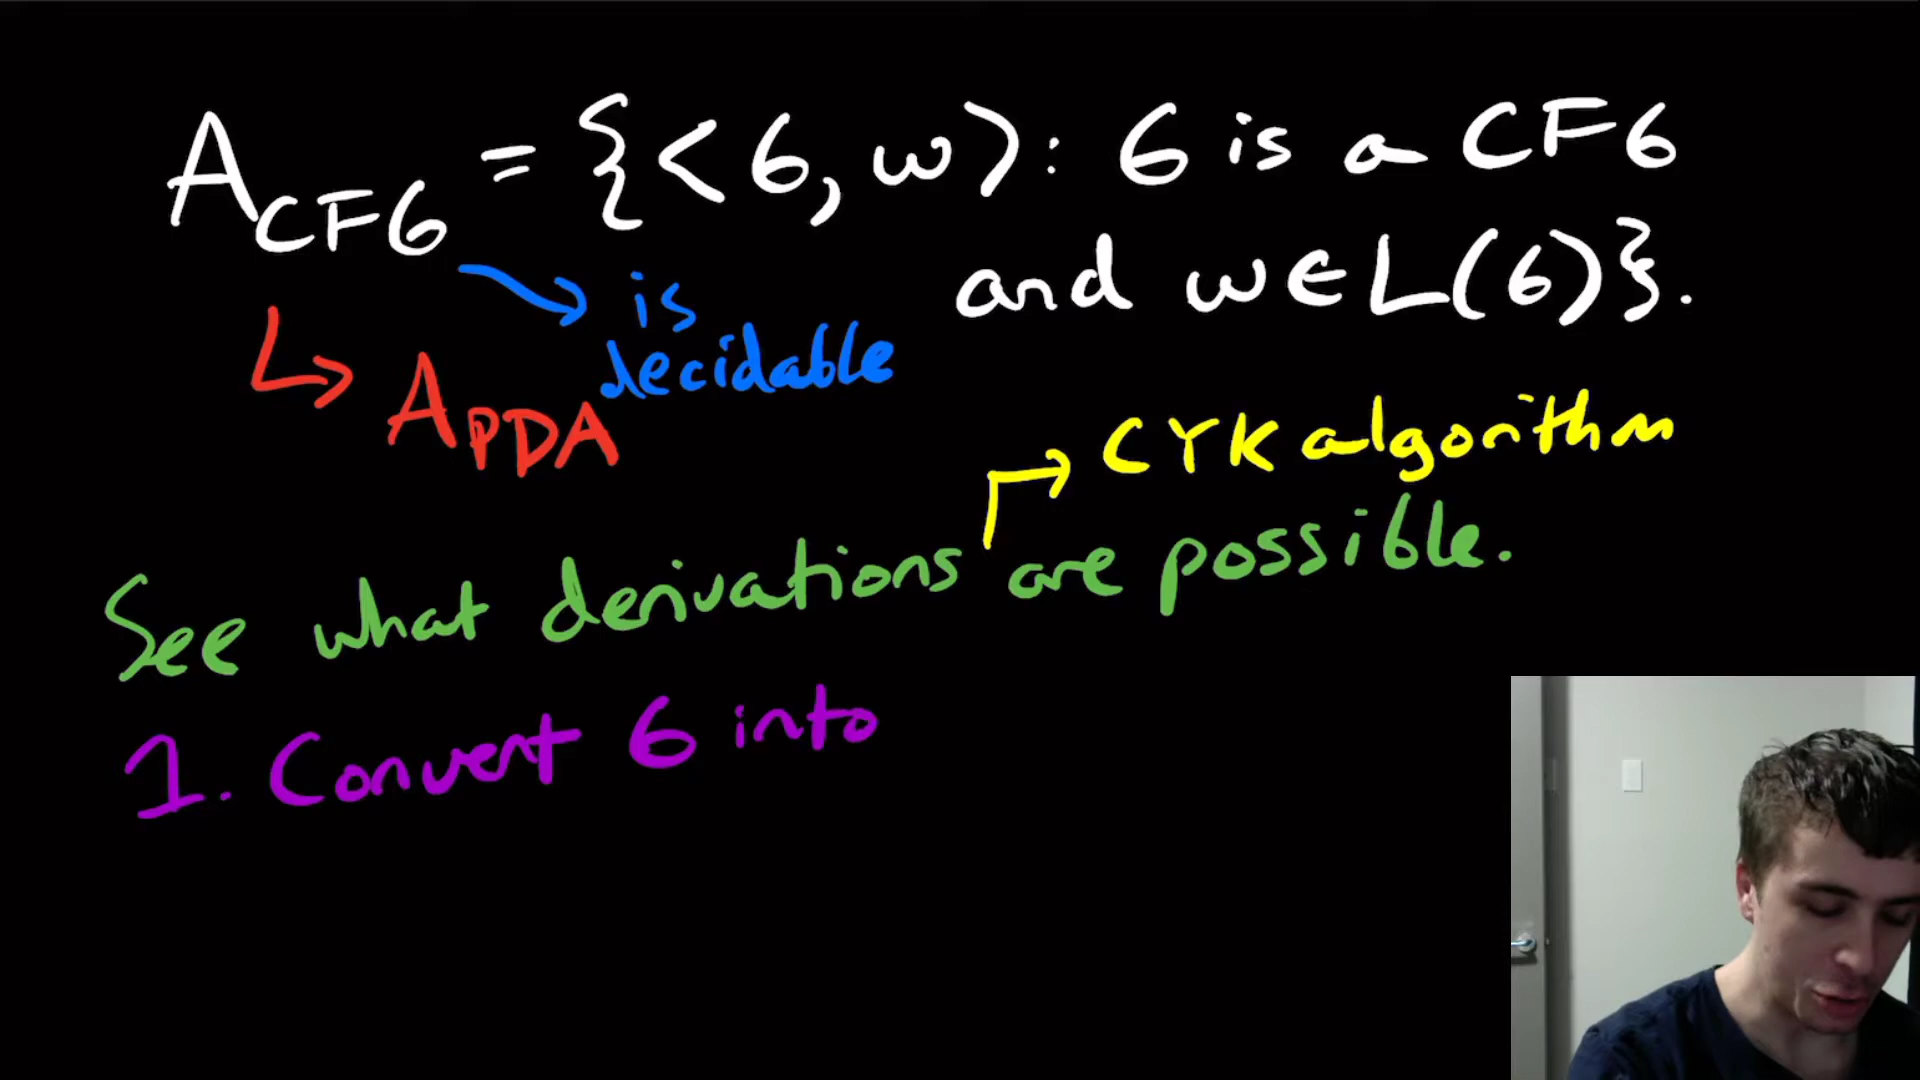 A_CFG = {<G, w>: G is a CFG
and w∈L(G)}.
is
decidable
A_PDA
CYK algorithm
See what derivations are possible.
1. Convert G into